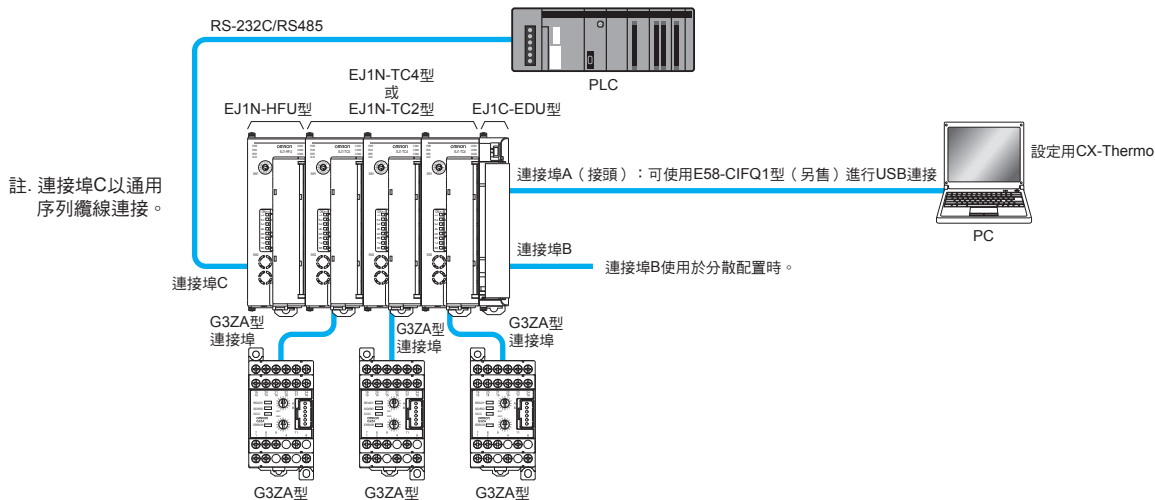 RS-232C/RS485
PLC
EJ1N-TC4型
或
EJ1N-HFU型
EJ1N-TC2型
EJ1C-EDU型
omron
omron
omron
omron
設定用CX-Thermo
連接埠A（接頭）：可使用E58-CIFQ1型（另售）進行USB連接
PC
註. 連接埠C以通用
序列纜線連接。
連接埠B
連接埠B使用於分散配置時。
連接埠C
G3ZA型
連接埠
G3ZA型
連接埠
G3ZA型
連接埠
G3ZA型
G3ZA型
G3ZA型